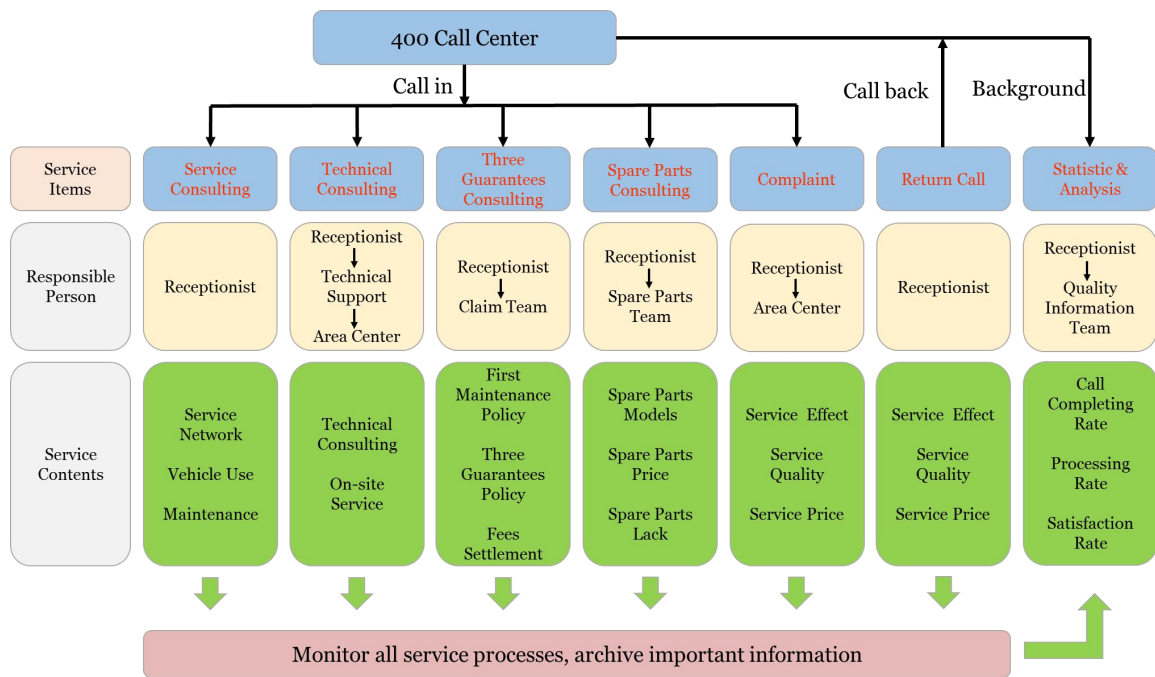 400 Call Center
Call in
Call back
Background
Service
Items
Service
Consulting
Technical
Consulting
Three
Guarantees
Consulting
Spare Parts
Consulting
Complaint
Return Call
Statistic &
Analysis
Responsible
Person
Receptionist
Receptionist
Technical
Support
Area Center
Receptionist
Claim Team
Receptionist
Spare Parts
Team
Receptionist
Area Center
Receptionist
Receptionist
Quality
Information
Team
Service
Contents
Service
Network
Vehicle Use
Maintenance
Technical
Consulting
On-site
Service
First
Maintenance
Policy
Three
Guarantees
Policy
Fees
Settlement
Spare Parts
Models
Spare Parts
Price
Spare Parts
Lack
Service Effect
Service
Quality
Service Price
Service Effect
Service
Quality
Service Price
Call
Completing
Rate
Processing
Rate
Satisfaction
Rate
Monitor all service processes, archive important information